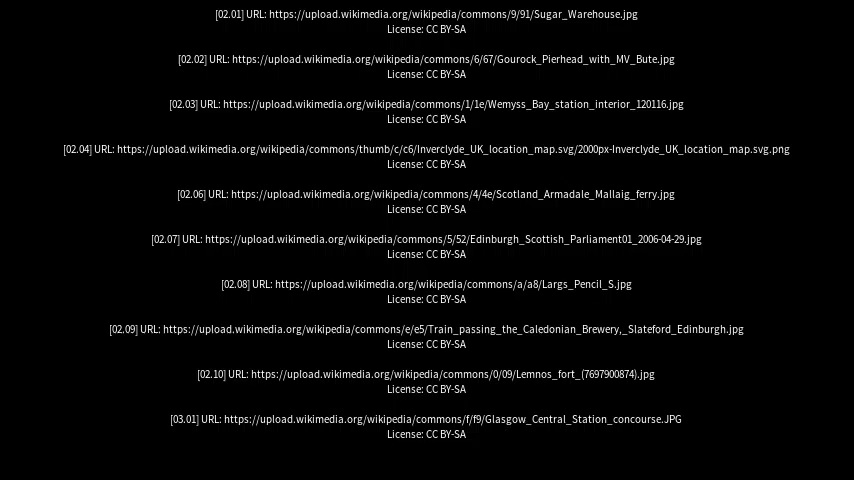 [02.01] URL: https://upload.wikimedia.org/wikipedia/commons/9/91/Sugar_Warehouse.jpg
License: CC BY-SA
[02.02] URL: https://upload.wikimedia.org/wikipedia/commons/6/67/Gourock_Pierhead_with_MV_Bute.jpg
License: CC BY-SA
[02.03] URL: https://upload.wikimedia.org/wikipedia/commons/1/1e/Wemyss_Bay_station_interior_120116.jpg
License: CC BY-SA
[02.04] URL: https://upload.wikimedia.org/wikipedia/commons/thumb/c/c6/Inverclyde_UK_location_map.svg/2000px-Inverclyde_UK_location_map.svg.png
License: CC BY-SA
[02.06] URL: https://upload.wikimedia.org/wikipedia/commons/4/4e/Scotland_Armadale_Mallaig_ferry.jpg
License: CC BY-SA
[02.07] URL: https://upload.wikimedia.org/wikipedia/commons/5/52/Edinburgh_Scottish_Parliament01_2006-04-29.jpg
License: CC BY-SA
[02.08] URL: https://upload.wikimedia.org/wikipedia/commons/a/a8/Largs_Pencil_S.jpg
License: CC BY-SA
[02.09] URL: https://upload.wikimedia.org/wikipedia/commons/e/e5/Train_passing_the_Caledonian_Brewery,_Slateford_Edinburgh.jpg
License: CC BY-SA
[02.10] URL: https://upload.wikimedia.org/wikipedia/commons/0/09/Lemnos_fort_(7697900874).jpg
License: CC BY-SA
[03.01] URL: https://upload.wikimedia.org/wikipedia/commons/f/f9/Glasgow_Central_Station_concourse.JPG
License: CC BY-SA